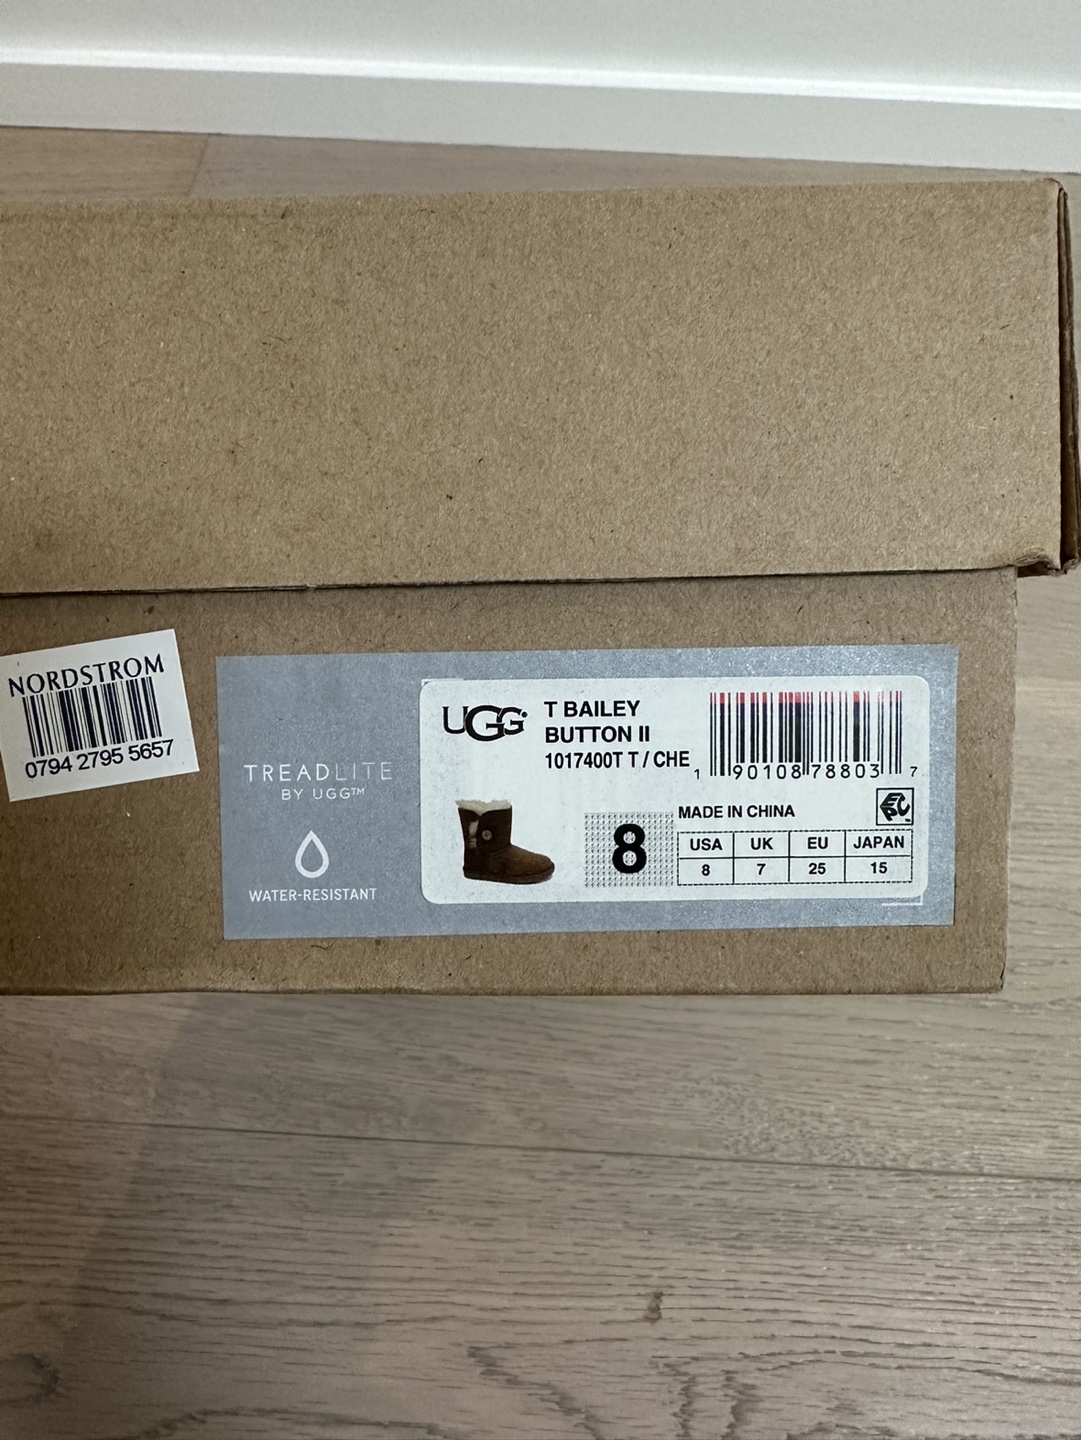 NORDSTROM
0794 2795 5657
TREADLITE
BY UGG™
WATER-RESISTANT
UGG®
T BAILEY
BUTTON II
1017400T T / CHE
1 90108 78803 7
MADE IN CHINA
EPC
8
USA UK EU JAPAN
8 7 25 15